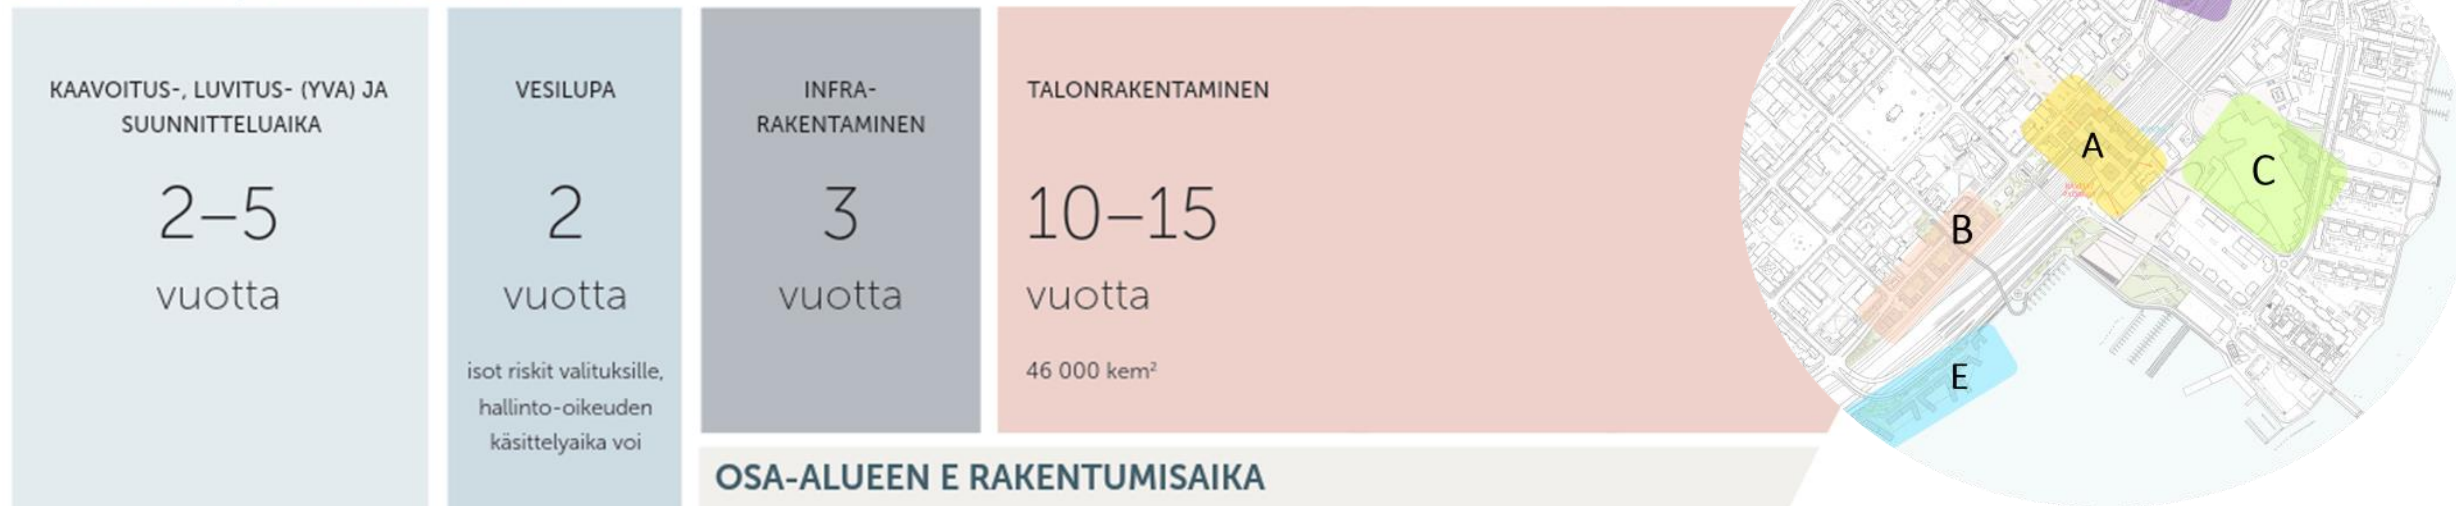 KAAVOITUS-, LUVITUS- (YVA) JA
SUUNNITTELUAIKA
2–5
vuotta
VESILUPA
2
vuotta
isot riskit valituksille,
hallinto-oikeuden
käsittelyaika voi
INFRA-
RAKENTAMINEN
3
vuotta
TALONRAKENTAMINEN
10–15
vuotta
46 000 kem²
OSA-ALUEEN E RAKENTUMISAIKA
A
C
B
E